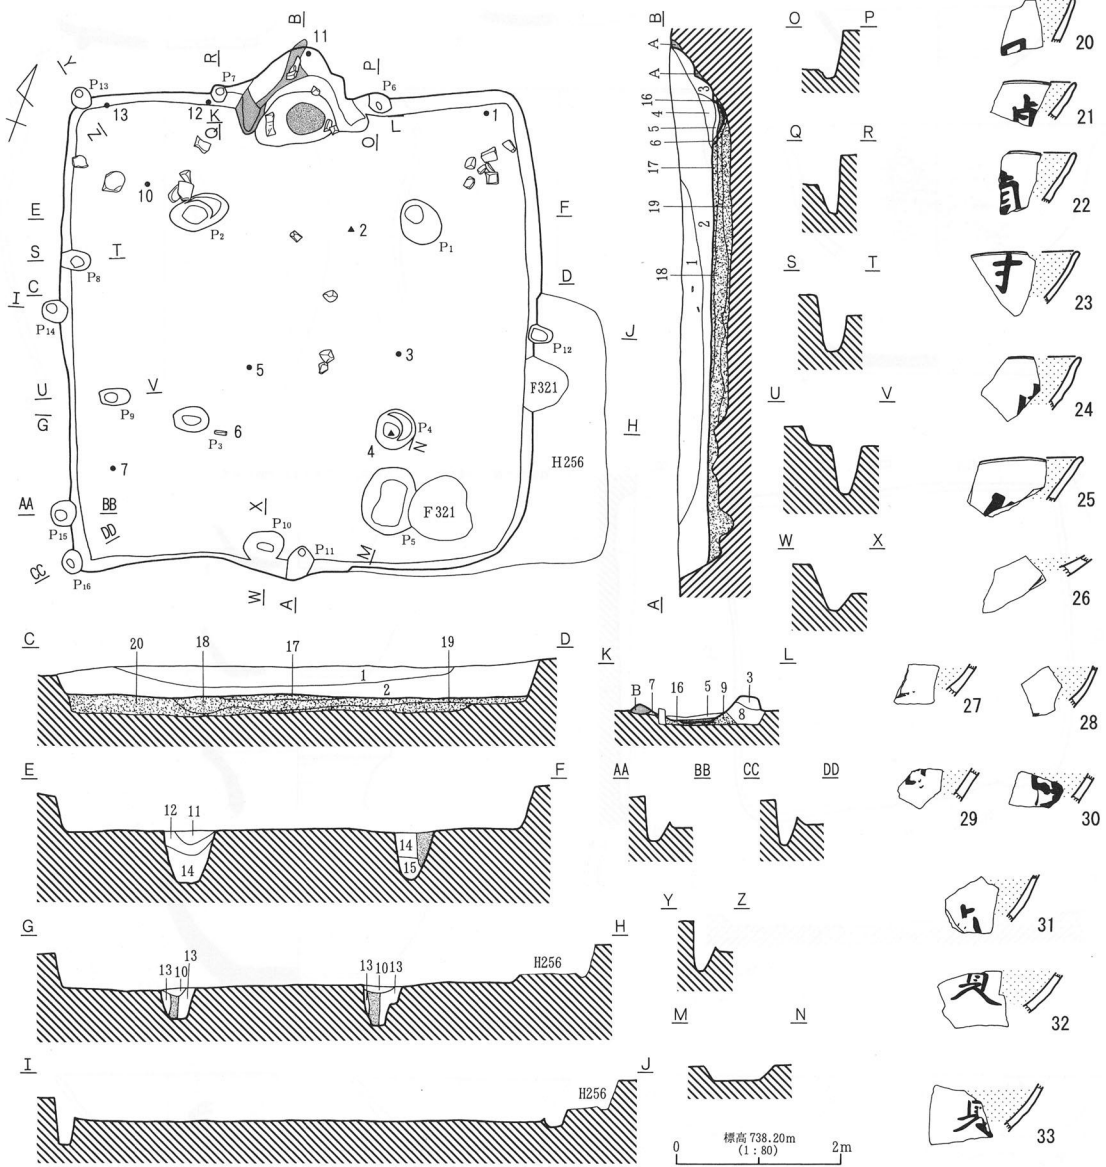 B
11
R
P
Y
P13
P7
P6
13
12
K
Q
L
O
1
Z
10
E
P2
2
P1
F
S
P8
T
C
I
P14
D
P12
J
3
5
F321
U
V
P9
G
P3
6
P4
4
N
H
7
H256
AA
BB
P15
DD
X
P10
P5
F321
P11
M
CC
P16
W
A
B
A
A
3
16
4
5
6
17
19
2
1
18
A
O
P
Q
R
S
T
U
V
W
X
C
20
18
17
19
D
1
2
K
L
B
7
16
5
9
3
8
E
F
12
11
14
14
15
AA
BB
CC
DD
G
H
13
10
13
13
10
13
H256
Y
Z
I
J
H256
M
N
標高 738.20m
(1:80)
0
2m
20
21
22
23
24
25
26
27
28
29
30
31
32
33